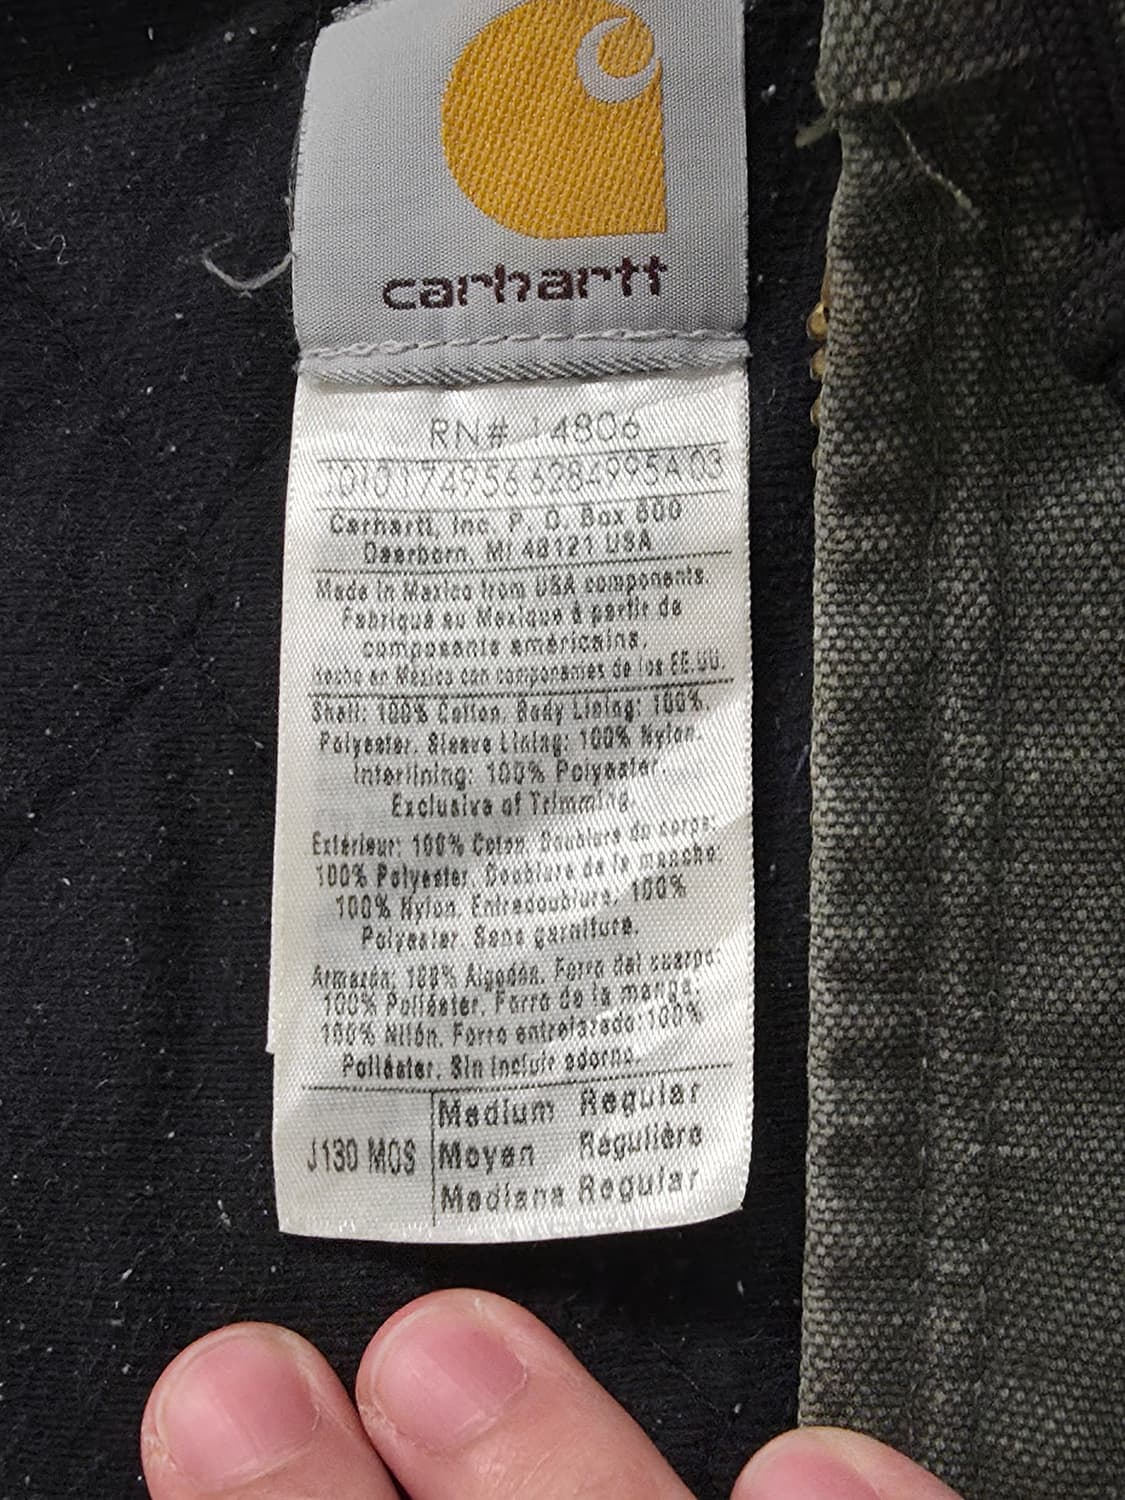 carhartt
RN# 14806
1010174956 6284995A 03
Carhartt, Inc. P. O. Box 600
Dearborn, MI 48121 USA
Made in Mexico from USA components.
Fabriqué au Mexique à partir de
composants américains.
Hecho en México con componentes de los EE.UU.
Shell: 100% Cotton. Body Lining: 100%
Polyester. Sleeve Lining: 100% Nylon.
Interlining: 100% Polyester.
Exclusive of Trimming.
Extérieur: 100% Coton. Doublure du corps:
100% Polyester. Doublure de la manche:
100% Nylon. Entredoublure: 100%
Polyester. Sans garniture.
Armazón: 100% Algodón. Forro del cuerpo:
100% Poliéster. Forro de la manga:
100% Nilón. Forro entrelazado: 100%
Poliéster. Sin incluir adorno.
J130 MOS
Medium Regular
Moyen Régulière
Mediana Regular